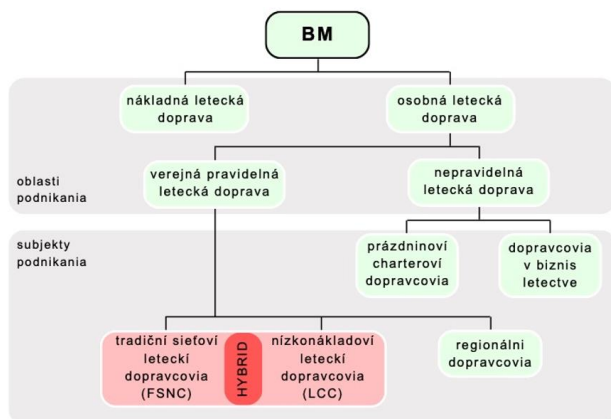 BM
nákladná letecká
doprava
osobná letecká
doprava
oblasti
podnikania
verejná pravidelná
letecká doprava
nepravidelná
letecká doprava
subjekty
podnikania
prázdninoví
charteroví
dopravcovia
dopravcovia
v biznis
letectve
tradiční sieťoví
leteckí
dopravcovia
(FSNC)
HYBRID
nízkonákladoví
leteckí
dopravcovia
(LCC)
regionálni
dopravcovia